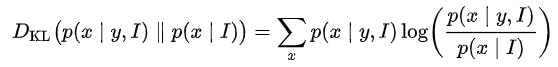 D_KL(p(x | y, I) ∥ p(x | I)) = ∑_x p(x | y, I) log(p(x | y, I) / p(x | I))